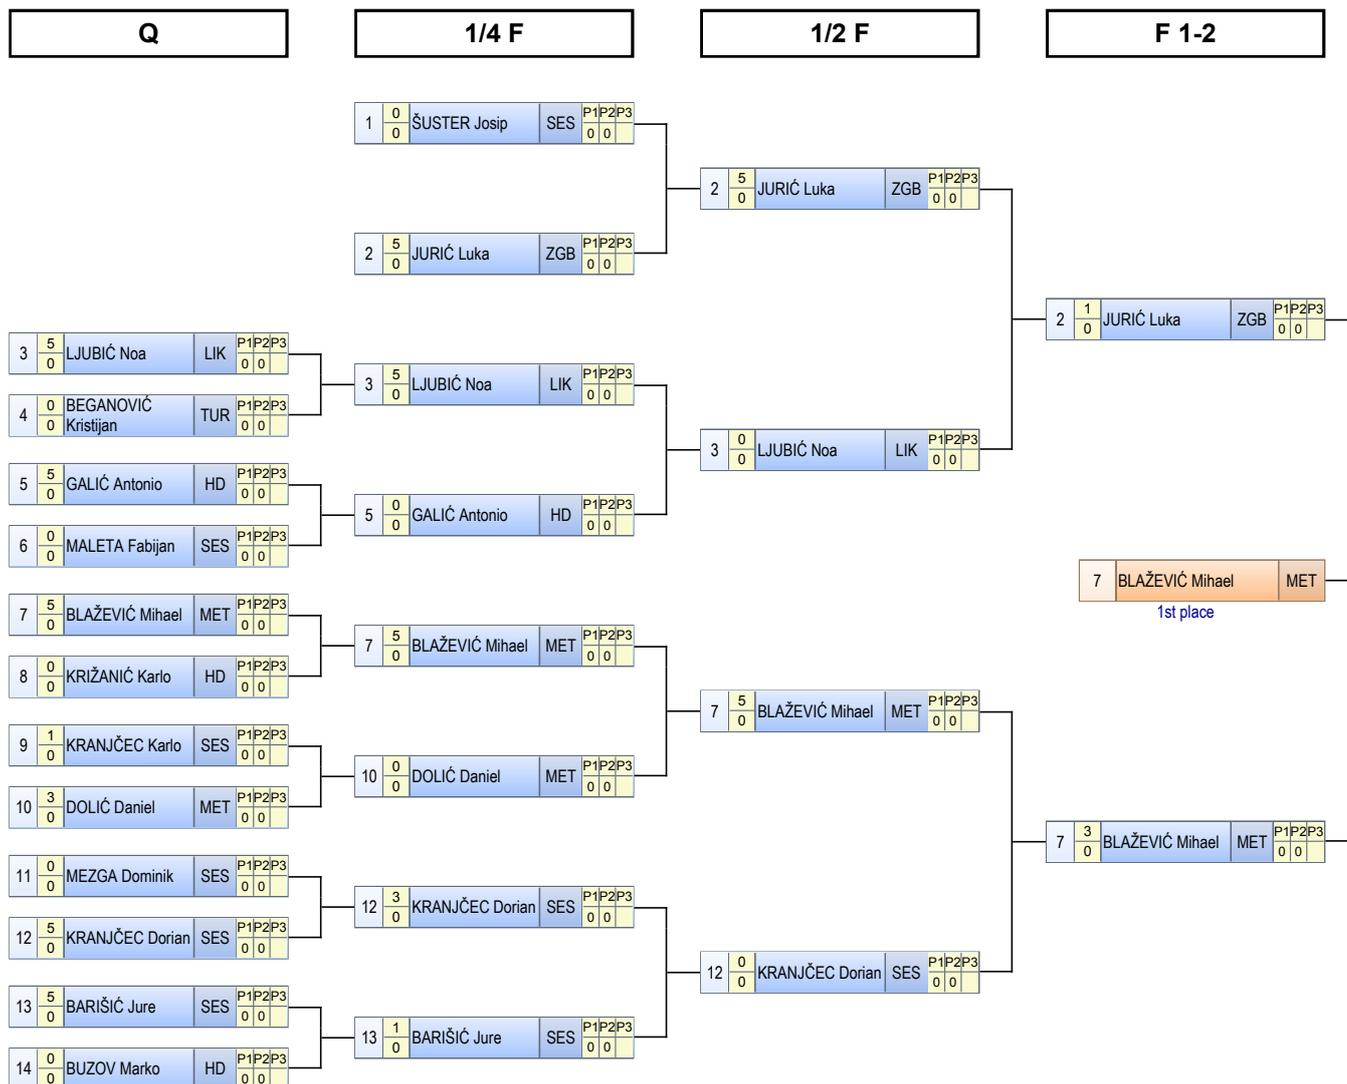 Q
1/4 F
1/2 F
F 1-2
1 0 ŠUSTER Josip SES P1 P2 P3
0 0 0
2 5 JURIĆ Luka ZGB P1 P2 P3
0 0 0
2 5 JURIĆ Luka ZGB P1 P2 P3
0 0 0
2 1 JURIĆ Luka ZGB P1 P2 P3
0 0 0
3 5 LJUBIĆ Noa LIK P1 P2 P3
0 0 0
3 5 LJUBIĆ Noa LIK P1 P2 P3
0 0 0
4 0 BEGANOVIĆ TUR P1 P2 P3
0 Kristijan 0 0
3 0 LJUBIĆ Noa LIK P1 P2 P3
0 0 0
5 5 GALIĆ Antonio HD P1 P2 P3
0 0 0
5 0 GALIĆ Antonio HD P1 P2 P3
0 0 0
6 0 MALETA Fabijan SES P1 P2 P3
0 0 0
7 BLAŽEVIĆ Mihael MET
1st place
7 5 BLAŽEVIĆ Mihael MET P1 P2 P3
0 0 0
7 5 BLAŽEVIĆ Mihael MET P1 P2 P3
0 0 0
8 0 KRIŽANIĆ Karlo HD P1 P2 P3
0 0 0
7 5 BLAŽEVIĆ Mihael MET P1 P2 P3
0 0 0
9 1 KRANJČEC Karlo SES P1 P2 P3
0 0 0
10 0 DOLIĆ Daniel MET P1 P2 P3
0 0 0
10 3 DOLIĆ Daniel MET P1 P2 P3
0 0 0
7 3 BLAŽEVIĆ Mihael MET P1 P2 P3
0 0 0
11 0 MEZGA Dominik SES P1 P2 P3
0 0 0
12 3 KRANJČEC Dorian SES P1 P2 P3
0 0 0
12 5 KRANJČEC Dorian SES P1 P2 P3
0 0 0
12 0 KRANJČEC Dorian SES P1 P2 P3
0 0 0
13 5 BARIŠIĆ Jure SES P1 P2 P3
0 0 0
13 1 BARIŠIĆ Jure SES P1 P2 P3
0 0 0
14 0 BUZOV Marko HD P1 P2 P3
0 0 0